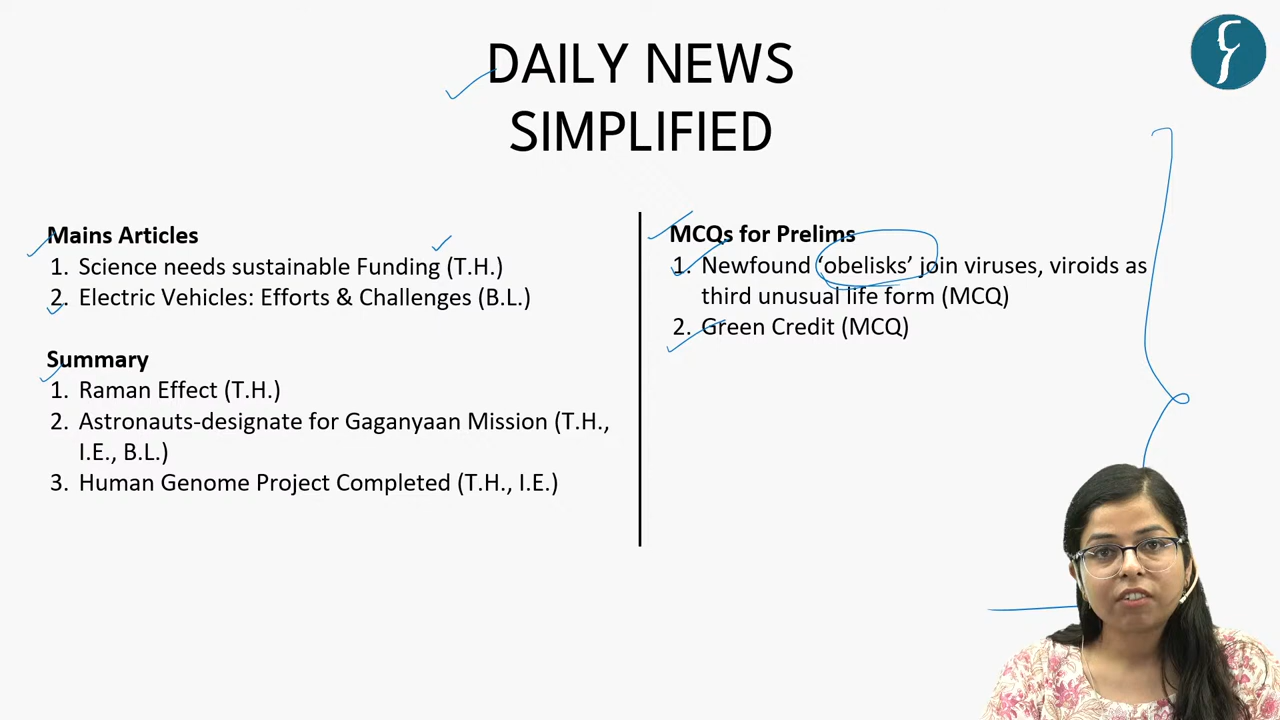 DAILY NEWS
SIMPLIFIED
Mains Articles
1. Science needs sustainable Funding (T.H.)
2. Electric Vehicles: Efforts & Challenges (B.L.)
Summary
1. Raman Effect (T.H.)
2. Astronauts-designate for Gaganyaan Mission (T.H.,
I.E., B.L.)
3. Human Genome Project Completed (T.H., I.E.)
MCQs for Prelims
1. Newfound ‘obelisks’ join viruses, viroids as
third unusual life form (MCQ)
2. Green Credit (MCQ)